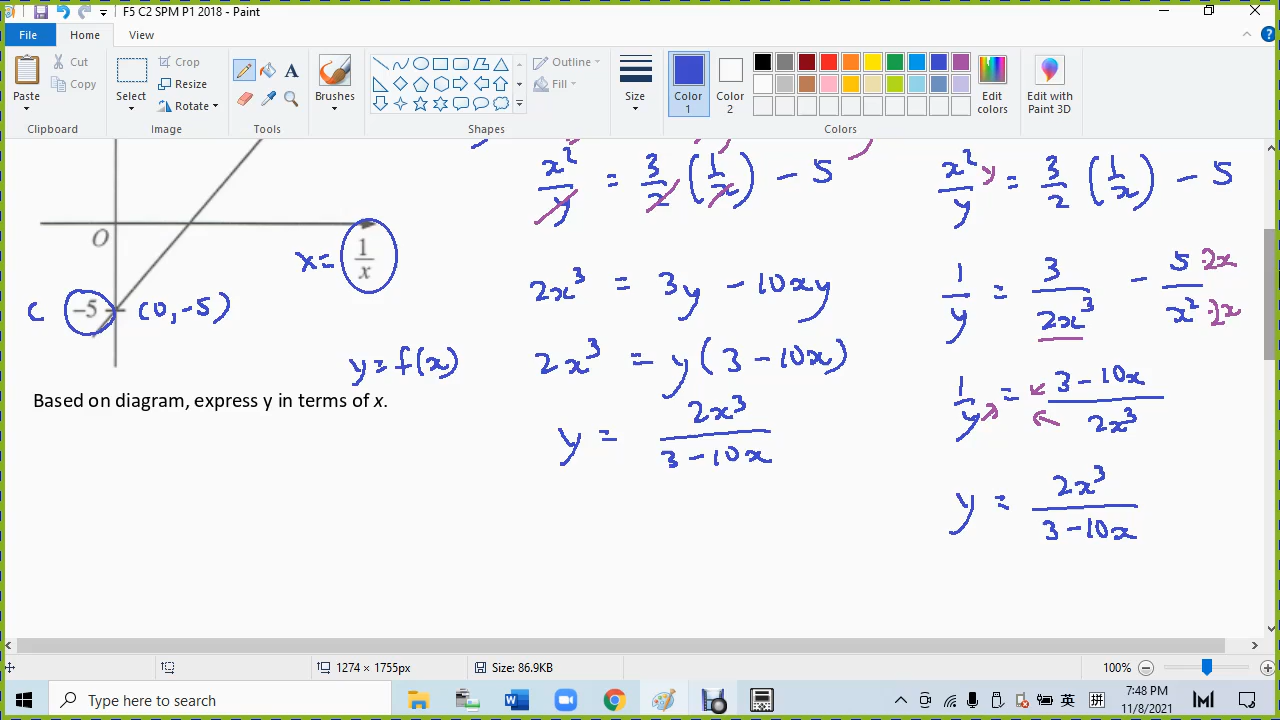 F5 C2 SPM P1 2018 - Paint
File Home View
Paste Cut Copy Clipboard
Select Crop Resize Rotate Image
A Tools
Brushes
Outline Fill Shapes
Size
Color 1 Color 2 Edit colors Colors
Edit with Paint 3D
O
x = 1/x
C -5 (0, -5)
y = f(x)
Based on diagram, express y in terms of x.
x²/y = 3/2 (1/x) - 5
2x³ = 3y - 10xy
2x³ = y(3 - 10x)
y = 2x³/(3 - 10x)
x²/y y = 3/2 (1/x) - 5
1/y = 3/2x³ - 5·2x/x²·2x
1/y = (3 - 10x)/2x³
y = 2x³/(3 - 10x)
1274 × 1755px Size: 86.9KB 100%
Type here to search
英 拼
7:48 PM
11/8/2021